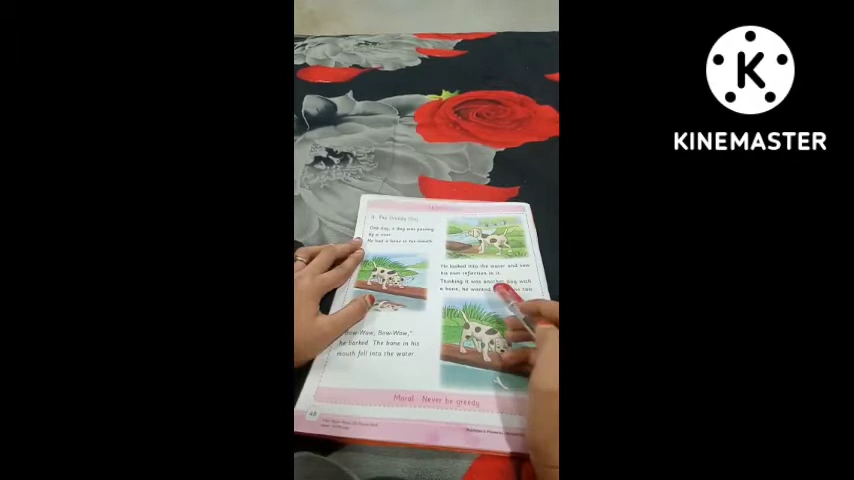 KINEMASTER
3. The Greedy Dog
One day, a dog was passing
by a river.
He had a bone in his mouth.
He looked into the water and saw
his own reflection in it.
Thinking it was another dog with
a bone, he wanted
"Bow-Wow, Bow-Wow,"
he barked. The bone in his
mouth fell into the water.
Moral Never be greedy
48